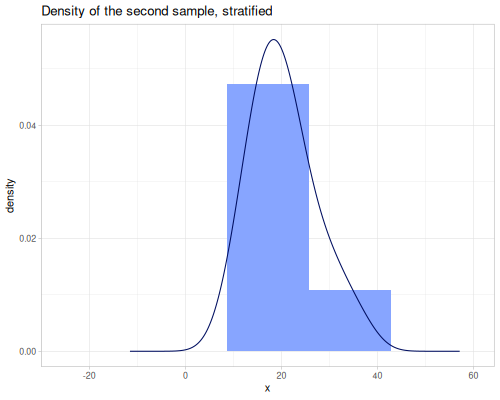 Density of the second sample, stratified
density
0.04
0.02
0.00
-20 0 20 40 60
x